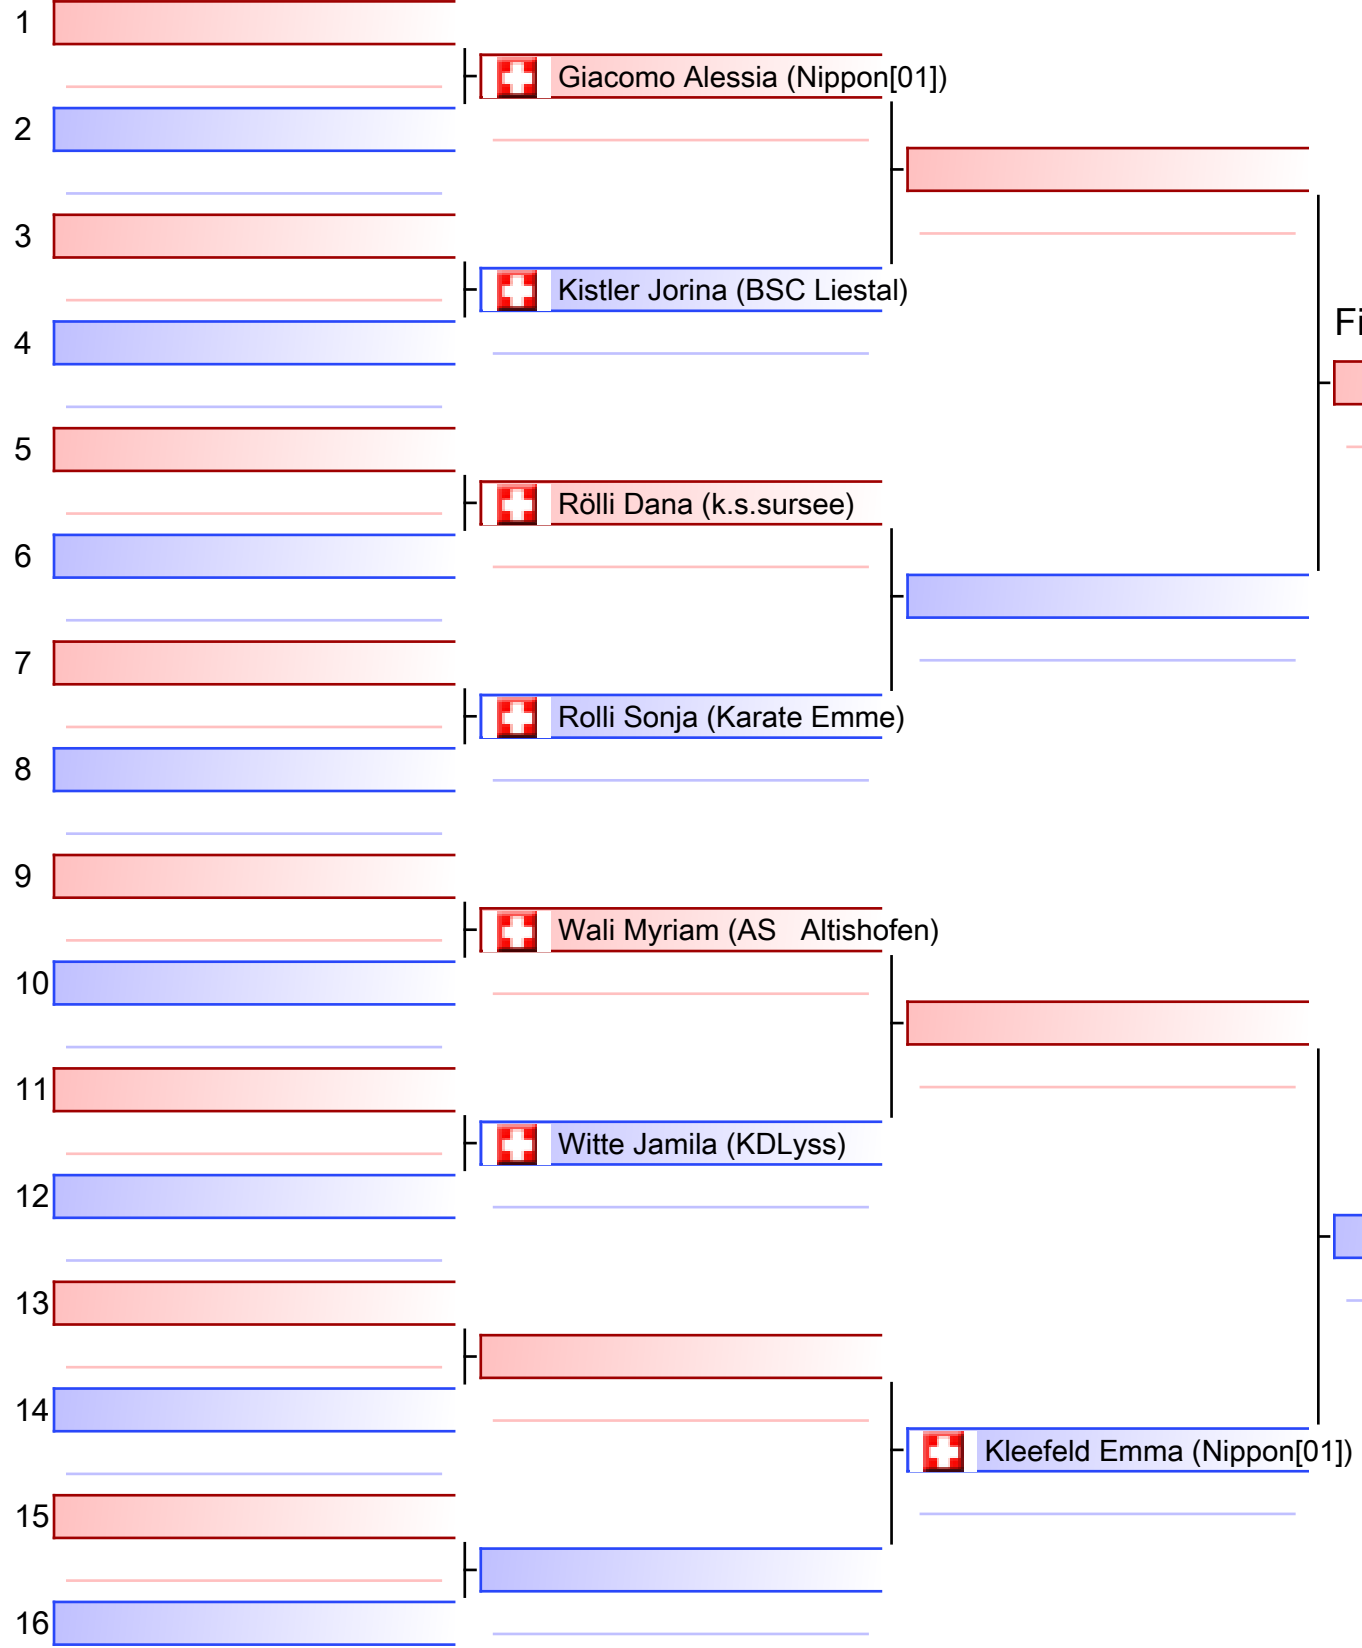 1
Giacomo Alessia (Nippon[01])
2
3
Kistler Jorina (BSC Liestal)
Fi
4
5
Rölli Dana (k.s.sursee)
6
7
Rolli Sonja (Karate Emme)
8
9
Wali Myriam (AS   Altishofen)
10
11
Witte Jamila (KDLyss)
12
13
14
Kleefeld Emma (Nippon[01])
15
16